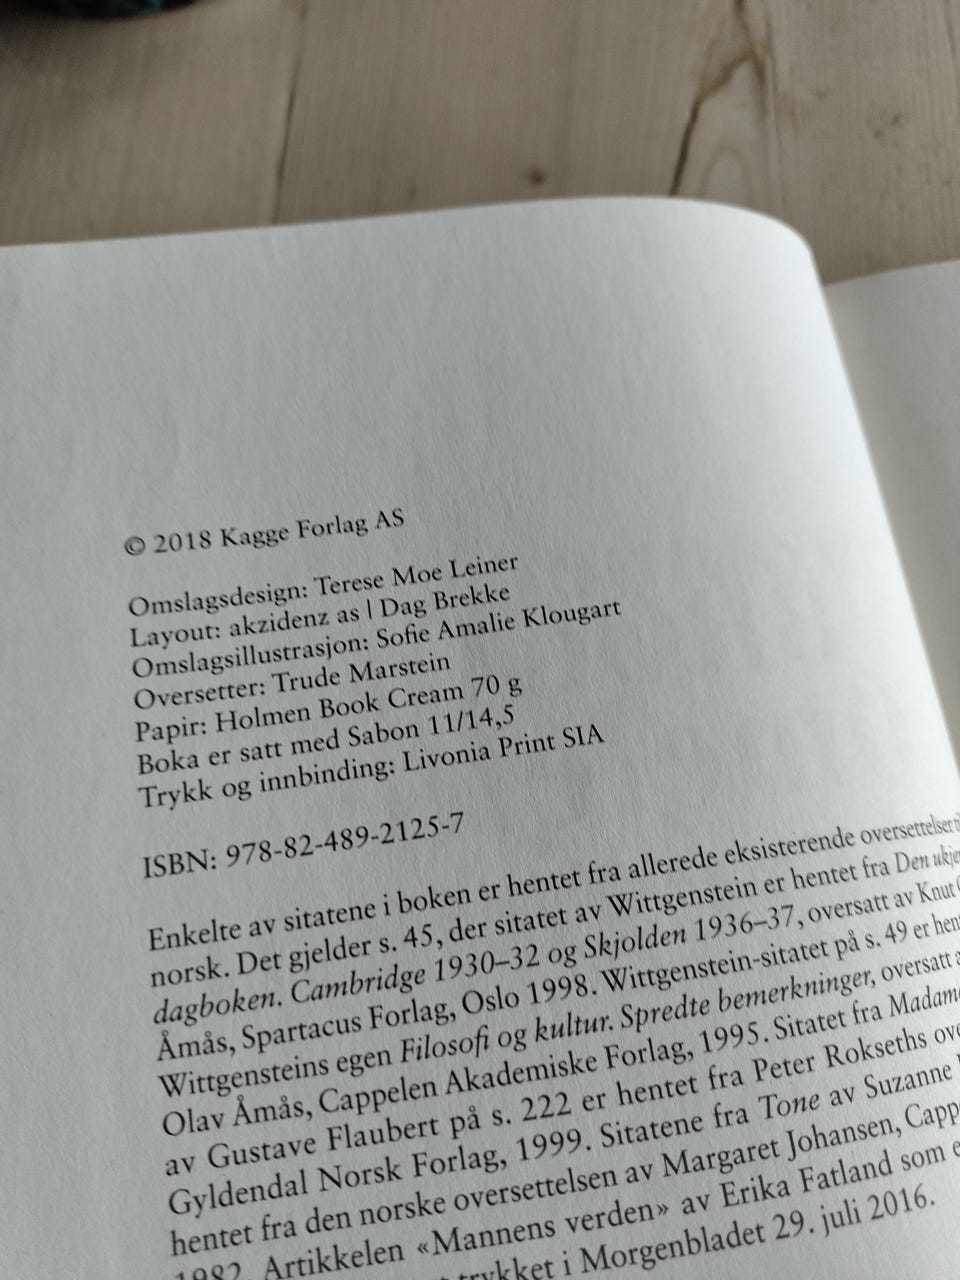 © 2018 Kagge Forlag AS
Omslagsdesign: Terese Moe Leiner
Layout: akzidenz as | Dag Brekke
Omslagsillustrasjon: Sofie Amalie Klougart
Oversetter: Trude Marstein
Papir: Holmen Book Cream 70 g
Boka er satt med Sabon 11/14,5
Trykk og innbinding: Livonia Print SIA
ISBN: 978-82-489-2125-7
Enkelte av sitatene i boken er hentet fra allerede eksisterende oversettelser
norsk. Det gjelder s. 45, der sitatet av Wittgenstein er hentet fra Den
dagboken. Cambridge 1930–32 og Skjolden 1936–37, oversatt av Knut
Åmås, Spartacus Forlag, Oslo 1998. Wittgenstein-sitatet på s. 49 er
Wittgensteins egen Filosofi og kultur. Spredte bemerkninger, oversatt
Olav Åmås, Cappelen Akademiske Forlag, 1995. Sitatet fra
av Gustave Flaubert på s. 222 er hentet fra Peter Rokseths
Gyldendal Norsk Forlag, 1999. Sitatene fra Tone av Suzanne
hentet fra den norske oversettelsen av Margaret Johansen,
1982. Artikkelen «Mannens verden» av Erika Fatland som
trykket i Morgenbladet 29. juli 2016.